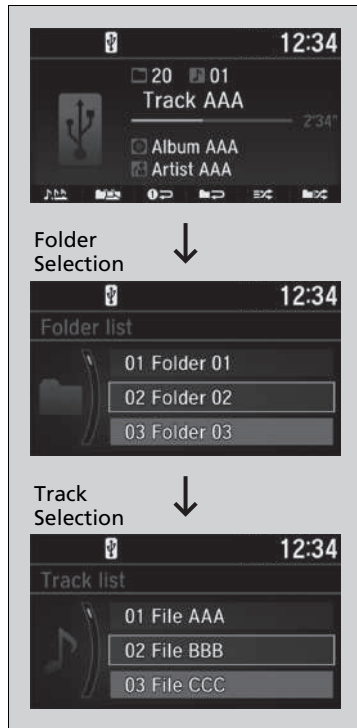 12:34
20 01
Track AAA
2'34"
Album AAA
Artist AAA
Folder
Selection
12:34
Folder list
01 Folder 01
02 Folder 02
03 Folder 03
Track
Selection
12:34
Track list
01 File AAA
02 File BBB
03 File CCC